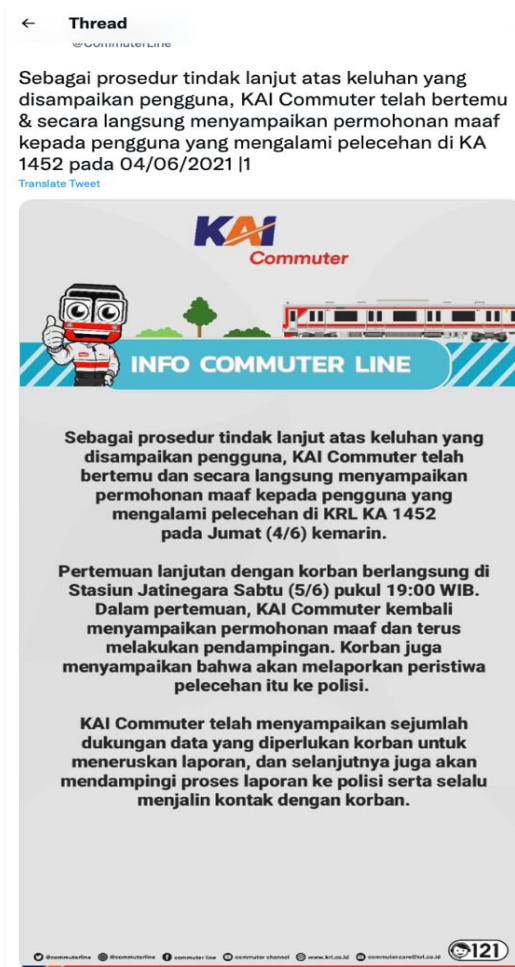 Thread
@CommuterLine
Sebagai prosedur tindak lanjut atas keluhan yang
disampaikan pengguna, KAI Commuter telah bertemu
& secara langsung menyampaikan permohonan maaf
kepada pengguna yang mengalami pelecehan di KA
1452 pada 04/06/2021 |1
Translate Tweet
KAI
Commuter
INFO COMMUTER LINE
Sebagai prosedur tindak lanjut atas keluhan yang
disampaikan pengguna, KAI Commuter telah
bertemu dan secara langsung menyampaikan
permohonan maaf kepada pengguna yang
mengalami pelecehan di KRL KA 1452
pada Jumat (4/6) kemarin.
Pertemuan lanjutan dengan korban berlangsung di
Stasiun Jatinegara Sabtu (5/6) pukul 19:00 WIB.
Dalam pertemuan, KAI Commuter kembali
menyampaikan permohonan maaf dan terus
melakukan pendampingan. Korban juga
menyampaikan bahwa akan melaporkan peristiwa
pelecehan itu ke polisi.
KAI Commuter telah menyampaikan sejumlah
dukungan data yang diperlukan korban untuk
meneruskan laporan, dan selanjutnya juga akan
mendampingi proses laporan ke polisi serta selalu
menjalin kontak dengan korban.
@commuterline @commuterline commuter line commuter channel www.krl.co.id commuter.care@krl.co.id 121